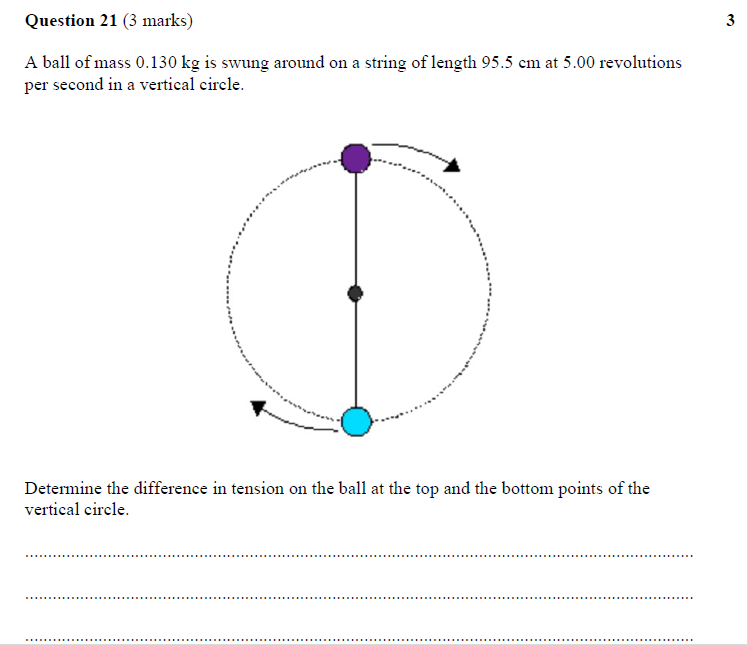 Question 21 (3 marks) 3
A ball of mass 0.130 kg is swung around on a string of length 95.5 cm at 5.00 revolutions
per second in a vertical circle.
Determine the difference in tension on the ball at the top and the bottom points of the
vertical circle.